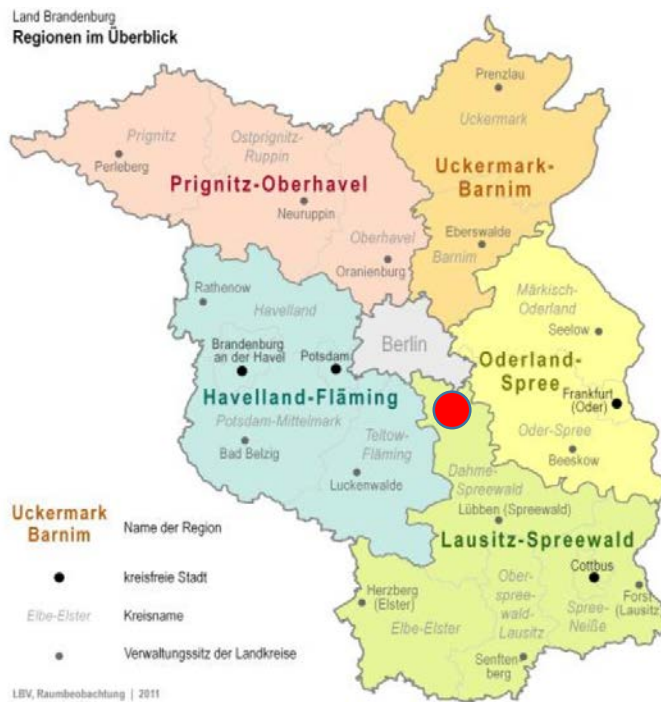 Land Brandenburg
Regionen im Überblick
Prenzlau
Uckermark
Prignitz
Ostprignitz-
Ruppin
Perleberg
Uckermark-
Barnim
Prignitz-Oberhavel
Neuruppin
Oberhavel
Eberswalde
Barnim
Oranienburg
Rathenow
Havelland
Märkisch-
Oderland
Seelow
Berlin
Brandenburg
an der Havel
Potsdam
Oderland-
Spree
Havelland-Fläming
Frankfurt
(Oder)
Potsdam-Mittelmark
Bad Belzig
Teltow-
Fläming
Oder-Spree
Beeskow
Luckenwalde
Dahme-
Spreewald
Lübben (Spreewald)
Lausitz-Spreewald
Cottbus
Herzberg
(Elster)
Elbe-Elster
Ober-
spree-
wald-
Lausitz
Spree-
Neiße
Forst
(Lausitz)
Senften
berg
Uckermark
Barnim
Name der Region
kreisfreie Stadt
Elbe-Elster
Kreisname
Verwaltungssitz der Landkreise
LBV, Raumbeobachtung | 2011